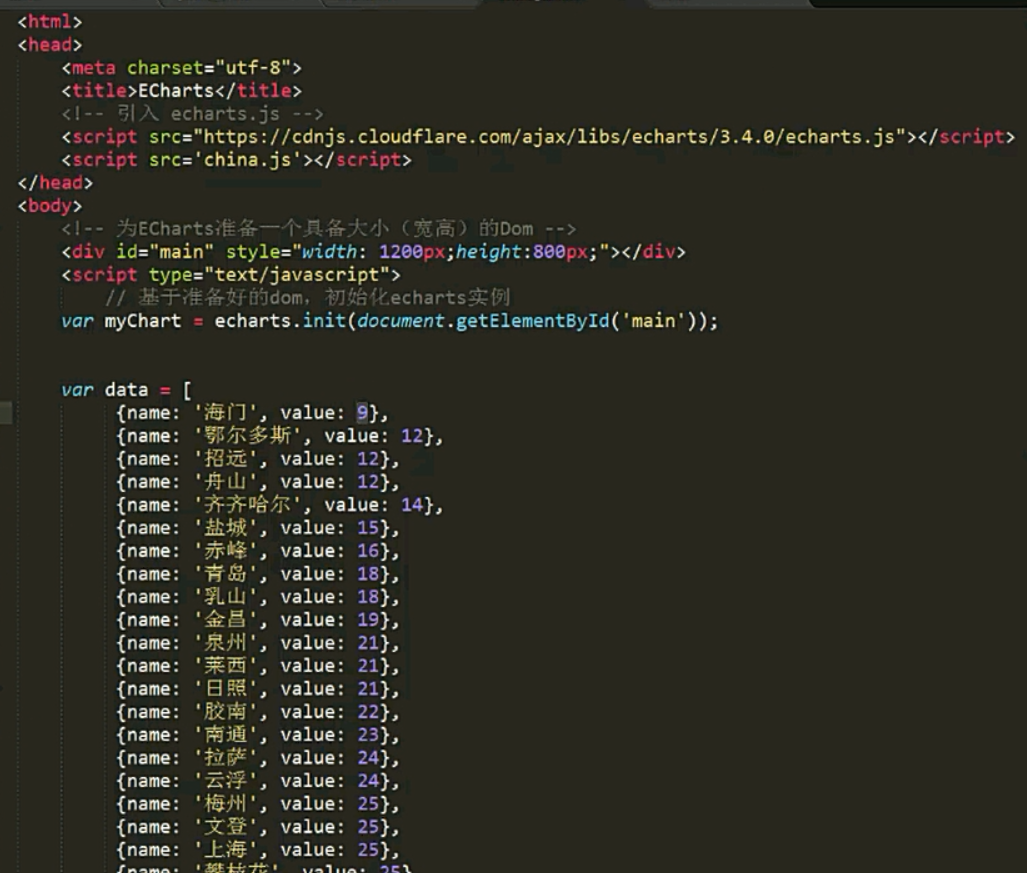 <html>
<head>
<meta charset="utf-8">
<title>ECharts</title>
<!-- 引入 echarts.js -->
<script src="https://cdnjs.cloudflare.com/ajax/libs/echarts/3.4.0/echarts.js"></script>
<script src='china.js'></script>
</head>
<body>
<!-- 为ECharts准备一个具备大小（宽高）的Dom -->
<div id="main" style="width: 1200px;height:800px;"></div>
<script type="text/javascript">
// 基于准备好的dom，初始化echarts实例
var myChart = echarts.init(document.getElementById('main'));
var data = [
{name: '海门', value: 9},
{name: '鄂尔多斯', value: 12},
{name: '招远', value: 12},
{name: '舟山', value: 12},
{name: '齐齐哈尔', value: 14},
{name: '盐城', value: 15},
{name: '赤峰', value: 16},
{name: '青岛', value: 18},
{name: '乳山', value: 18},
{name: '金昌', value: 19},
{name: '泉州', value: 21},
{name: '莱西', value: 21},
{name: '日照', value: 21},
{name: '胶南', value: 22},
{name: '南通', value: 23},
{name: '拉萨', value: 24},
{name: '云浮', value: 24},
{name: '梅州', value: 25},
{name: '文登', value: 25},
{name: '上海', value: 25},
{name: '攀枝花', value: 25}